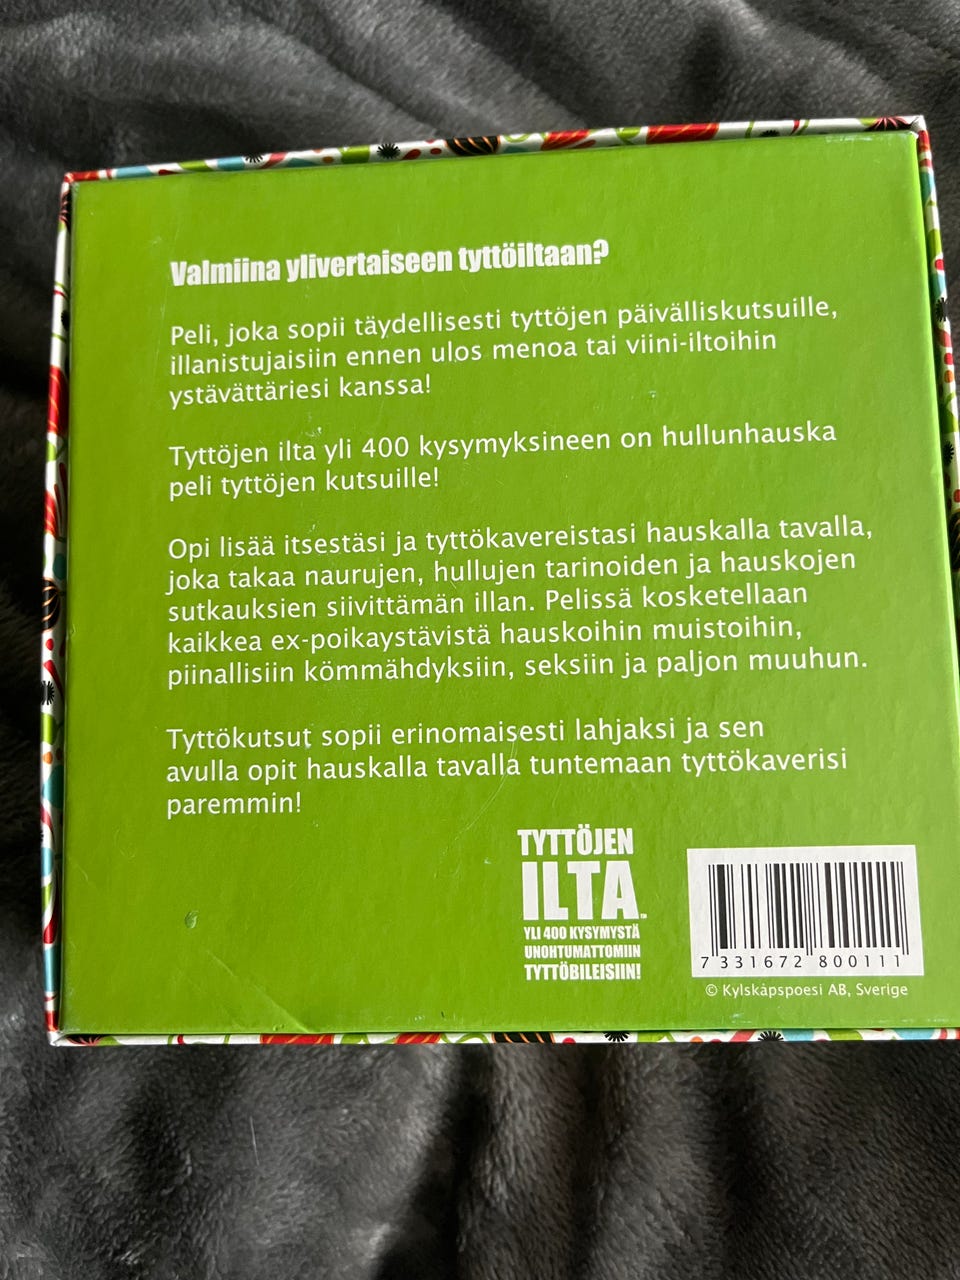 Valmiina ylivertaiseen tyttöiltaan?
Peli, joka sopii täydellisesti tyttöjen päivälliskutsuille,
illanistujaisiin ennen ulos menoa tai viini-iltoihin
ystävättäriesi kanssa!
Tyttöjen ilta yli 400 kysymyksineen on hullunhauska
peli tyttöjen kutsuille!
Opi lisää itsestäsi ja tyttökavereistasi hauskalla tavalla,
joka takaa naurujen, hullujen tarinoiden ja hauskojen
sutkauksien siivittämän illan. Pelissä kosketellaan
kaikkea ex-poikaystävistä hauskoihin muistoihin,
piinallisiin kömmähdyksiin, seksiin ja paljon muuhun.
Tyttökutsut sopii erinomaisesti lahjaksi ja sen
avulla opit hauskalla tavalla tuntemaan tyttökaverisi
paremmin!
TYTTÖJEN
ILTA™
YLI 400 KYSYMYSTÄ
UNOHTUMATTOMIIN
TYTTÖBILEISIIN!
7 331672 800111
© Kylskåpspoesi AB, Sverige